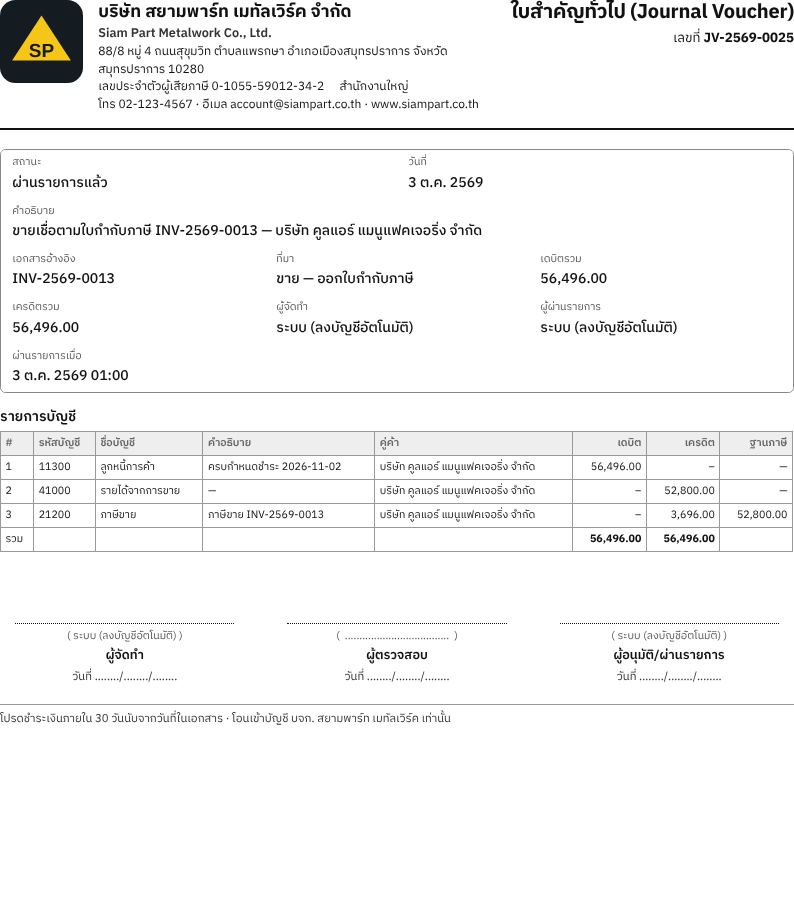 SP
บริษัท สยามพาร์ท เมทัลเวิร์ค จำกัด
Siam Part Metalwork Co., Ltd.
88/8 หมู่ 4 ถนนสุขุมวิท ตำบลแพรกษา อำเภอเมืองสมุทรปราการ จังหวัด
สมุทรปราการ 10280
เลขประจำตัวผู้เสียภาษี 0-1055-59012-34-2 สำนักงานใหญ่
โทร 02-123-4567 · อีเมล account@siampart.co.th · www.siampart.co.th
ใบสำคัญทั่วไป (Journal Voucher)
เลขที่ JV-2569-0025
สถานะ วันที่
ผ่านรายการแล้ว 3 ต.ค. 2569
คำอธิบาย
ขายเชื่อตามใบกำกับภาษี INV-2569-0013 — บริษัท คูลแอร์ แมนูแฟคเจอริ่ง จำกัด
เอกสารอ้างอิง ที่มา เดบิตรวม
INV-2569-0013 ขาย — ออกใบกำกับภาษี 56,496.00
เครดิตรวม ผู้จัดทำ ผู้ผ่านรายการ
56,496.00 ระบบ (ลงบัญชีอัตโนมัติ) ระบบ (ลงบัญชีอัตโนมัติ)
ผ่านรายการเมื่อ
3 ต.ค. 2569 01:00
รายการบัญชี
# รหัสบัญชี ชื่อบัญชี คำอธิบาย คู่ค้า เดบิต เครดิต ฐานภาษี
1 11300 ลูกหนี้การค้า ครบกำหนดชำระ 2026-11-02 บริษัท คูลแอร์ แมนูแฟคเจอริ่ง จำกัด 56,496.00 – —
2 41000 รายได้จากการขาย — บริษัท คูลแอร์ แมนูแฟคเจอริ่ง จำกัด – 52,800.00 —
3 21200 ภาษีขาย ภาษีขาย INV-2569-0013 บริษัท คูลแอร์ แมนูแฟคเจอริ่ง จำกัด – 3,696.00 52,800.00
รวม 56,496.00 56,496.00
( ระบบ (ลงบัญชีอัตโนมัติ) ) ( .................................... ) ( ระบบ (ลงบัญชีอัตโนมัติ) )
ผู้จัดทำ ผู้ตรวจสอบ ผู้อนุมัติ/ผ่านรายการ
วันที่ ......../......../........ วันที่ ......../......../........ วันที่ ......../......../........
โปรดชำระเงินภายใน 30 วันนับจากวันที่ในเอกสาร · โอนเข้าบัญชี บจก. สยามพาร์ท เมทัลเวิร์ค เท่านั้น